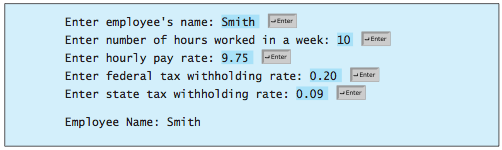 Enter employee's name: Smith ↵Enter
Enter number of hours worked in a week: 10 ↵Enter
Enter hourly pay rate: 9.75 ↵Enter
Enter federal tax withholding rate: 0.20 ↵Enter
Enter state tax withholding rate: 0.09 ↵Enter
Employee Name: Smith